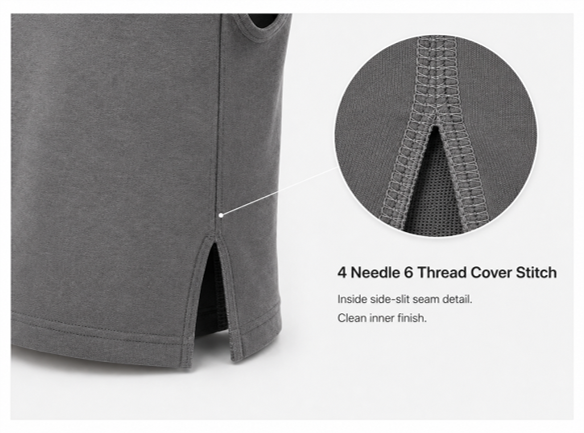 4 Needle 6 Thread Cover Stitch
Inside side-slit seam detail.
Clean inner finish.